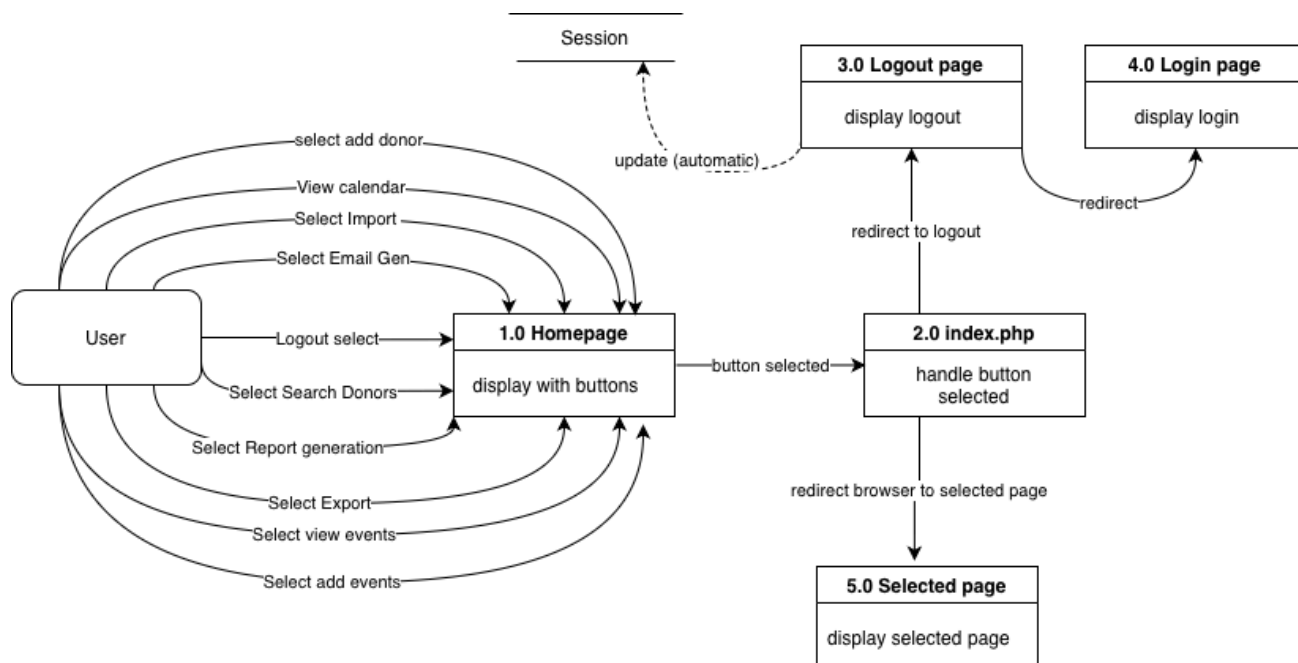 Session
3.0 Logout page
display logout
4.0 Login page
display login
select add donor
update (automatic)
View calendar
redirect
Select Import
redirect to logout
Select Email Gen
User
Logout select
1.0 Homepage
display with buttons
button selected
2.0 index.php
handle button
selected
Select Search Donors
Select Report generation
redirect browser to selected page
Select Export
Select view events
Select add events
5.0 Selected page
display selected page